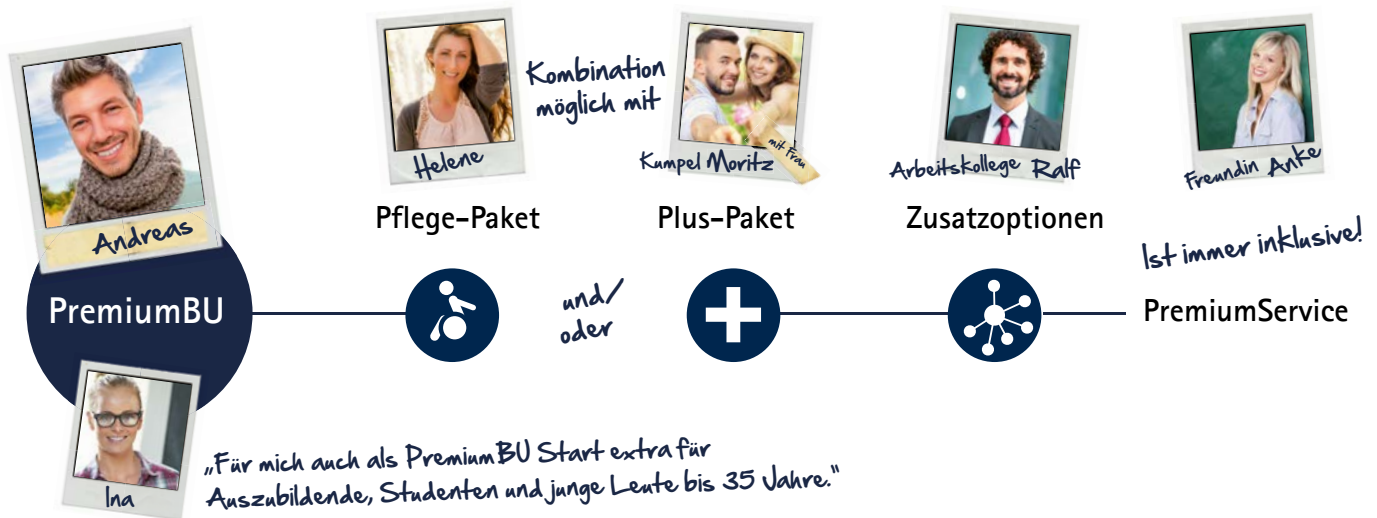 Andreas
PremiumBU
Ina
„Für mich auch als PremiumBU Start extra für
Auszubildende, Studenten und junge Leute bis 35 Jahre."
Helene
Pflege-Paket
Kombination
möglich mit
und/
oder
mit Frau
Kumpel Moritz
Plus-Paket
Arbeitskollege Ralf
Zusatzoptionen
Freundin Anke
Ist immer inklusive!
PremiumService